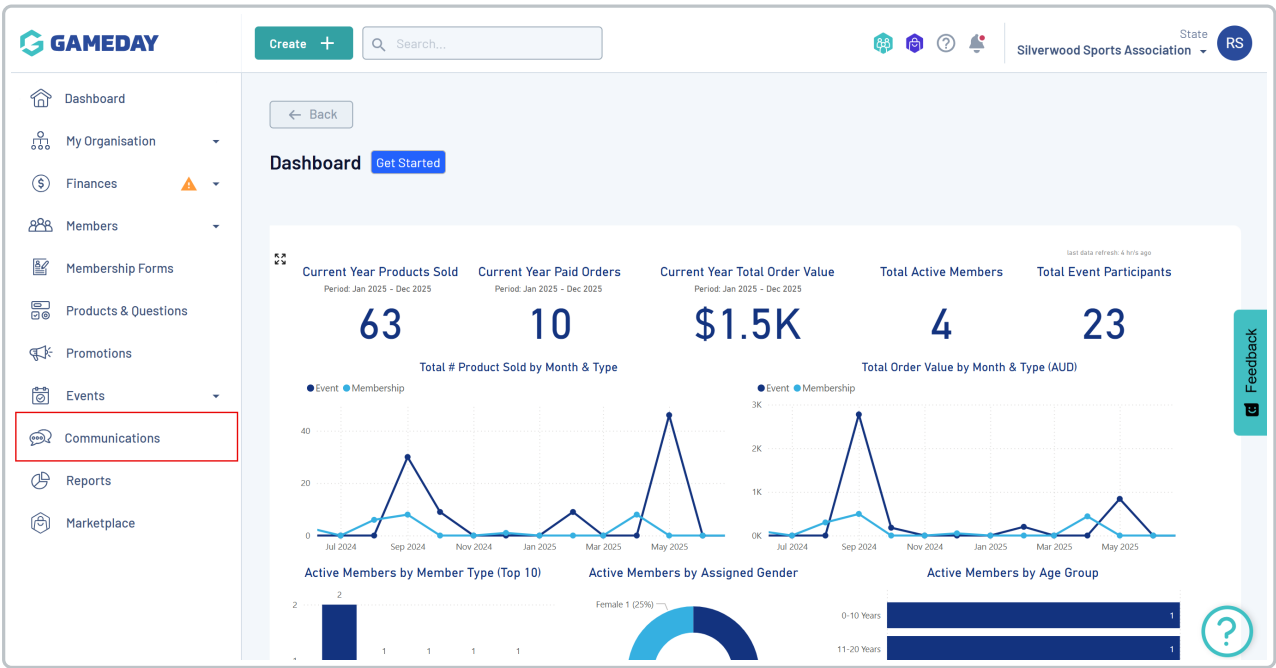 GAMEDAY
Create +
Search...
State
Silverwood Sports Association
RS
Dashboard
My Organisation
Finances
Members
Membership Forms
Products & Questions
Promotions
Events
Communications
Reports
Marketplace
← Back
Dashboard
Get Started
last data refresh: 6 hr/s ago
Current Year Products Sold
Period: Jan 2025 - Dec 2025
63
Current Year Paid Orders
Period: Jan 2025 - Dec 2025
10
Current Year Total Order Value
Period: Jan 2025 - Dec 2025
$1.5K
Total Active Members
4
Total Event Participants
23
Total # Product Sold by Month & Type
Event Membership
40
20
0
Jul 2024 Sep 2024 Nov 2024 Jan 2025 Mar 2025 May 2025
Total Order Value by Month & Type (AUD)
Event Membership
3K
2K
1K
0K
Jul 2024 Sep 2024 Nov 2024 Jan 2025 Mar 2025 May 2025
Active Members by Member Type (Top 10)
2
2
1 1 1 1
1
Active Members by Assigned Gender
Female 1 (25%)
Active Members by Age Group
0-10 Years 1
11-20 Years 1
Feedback
?